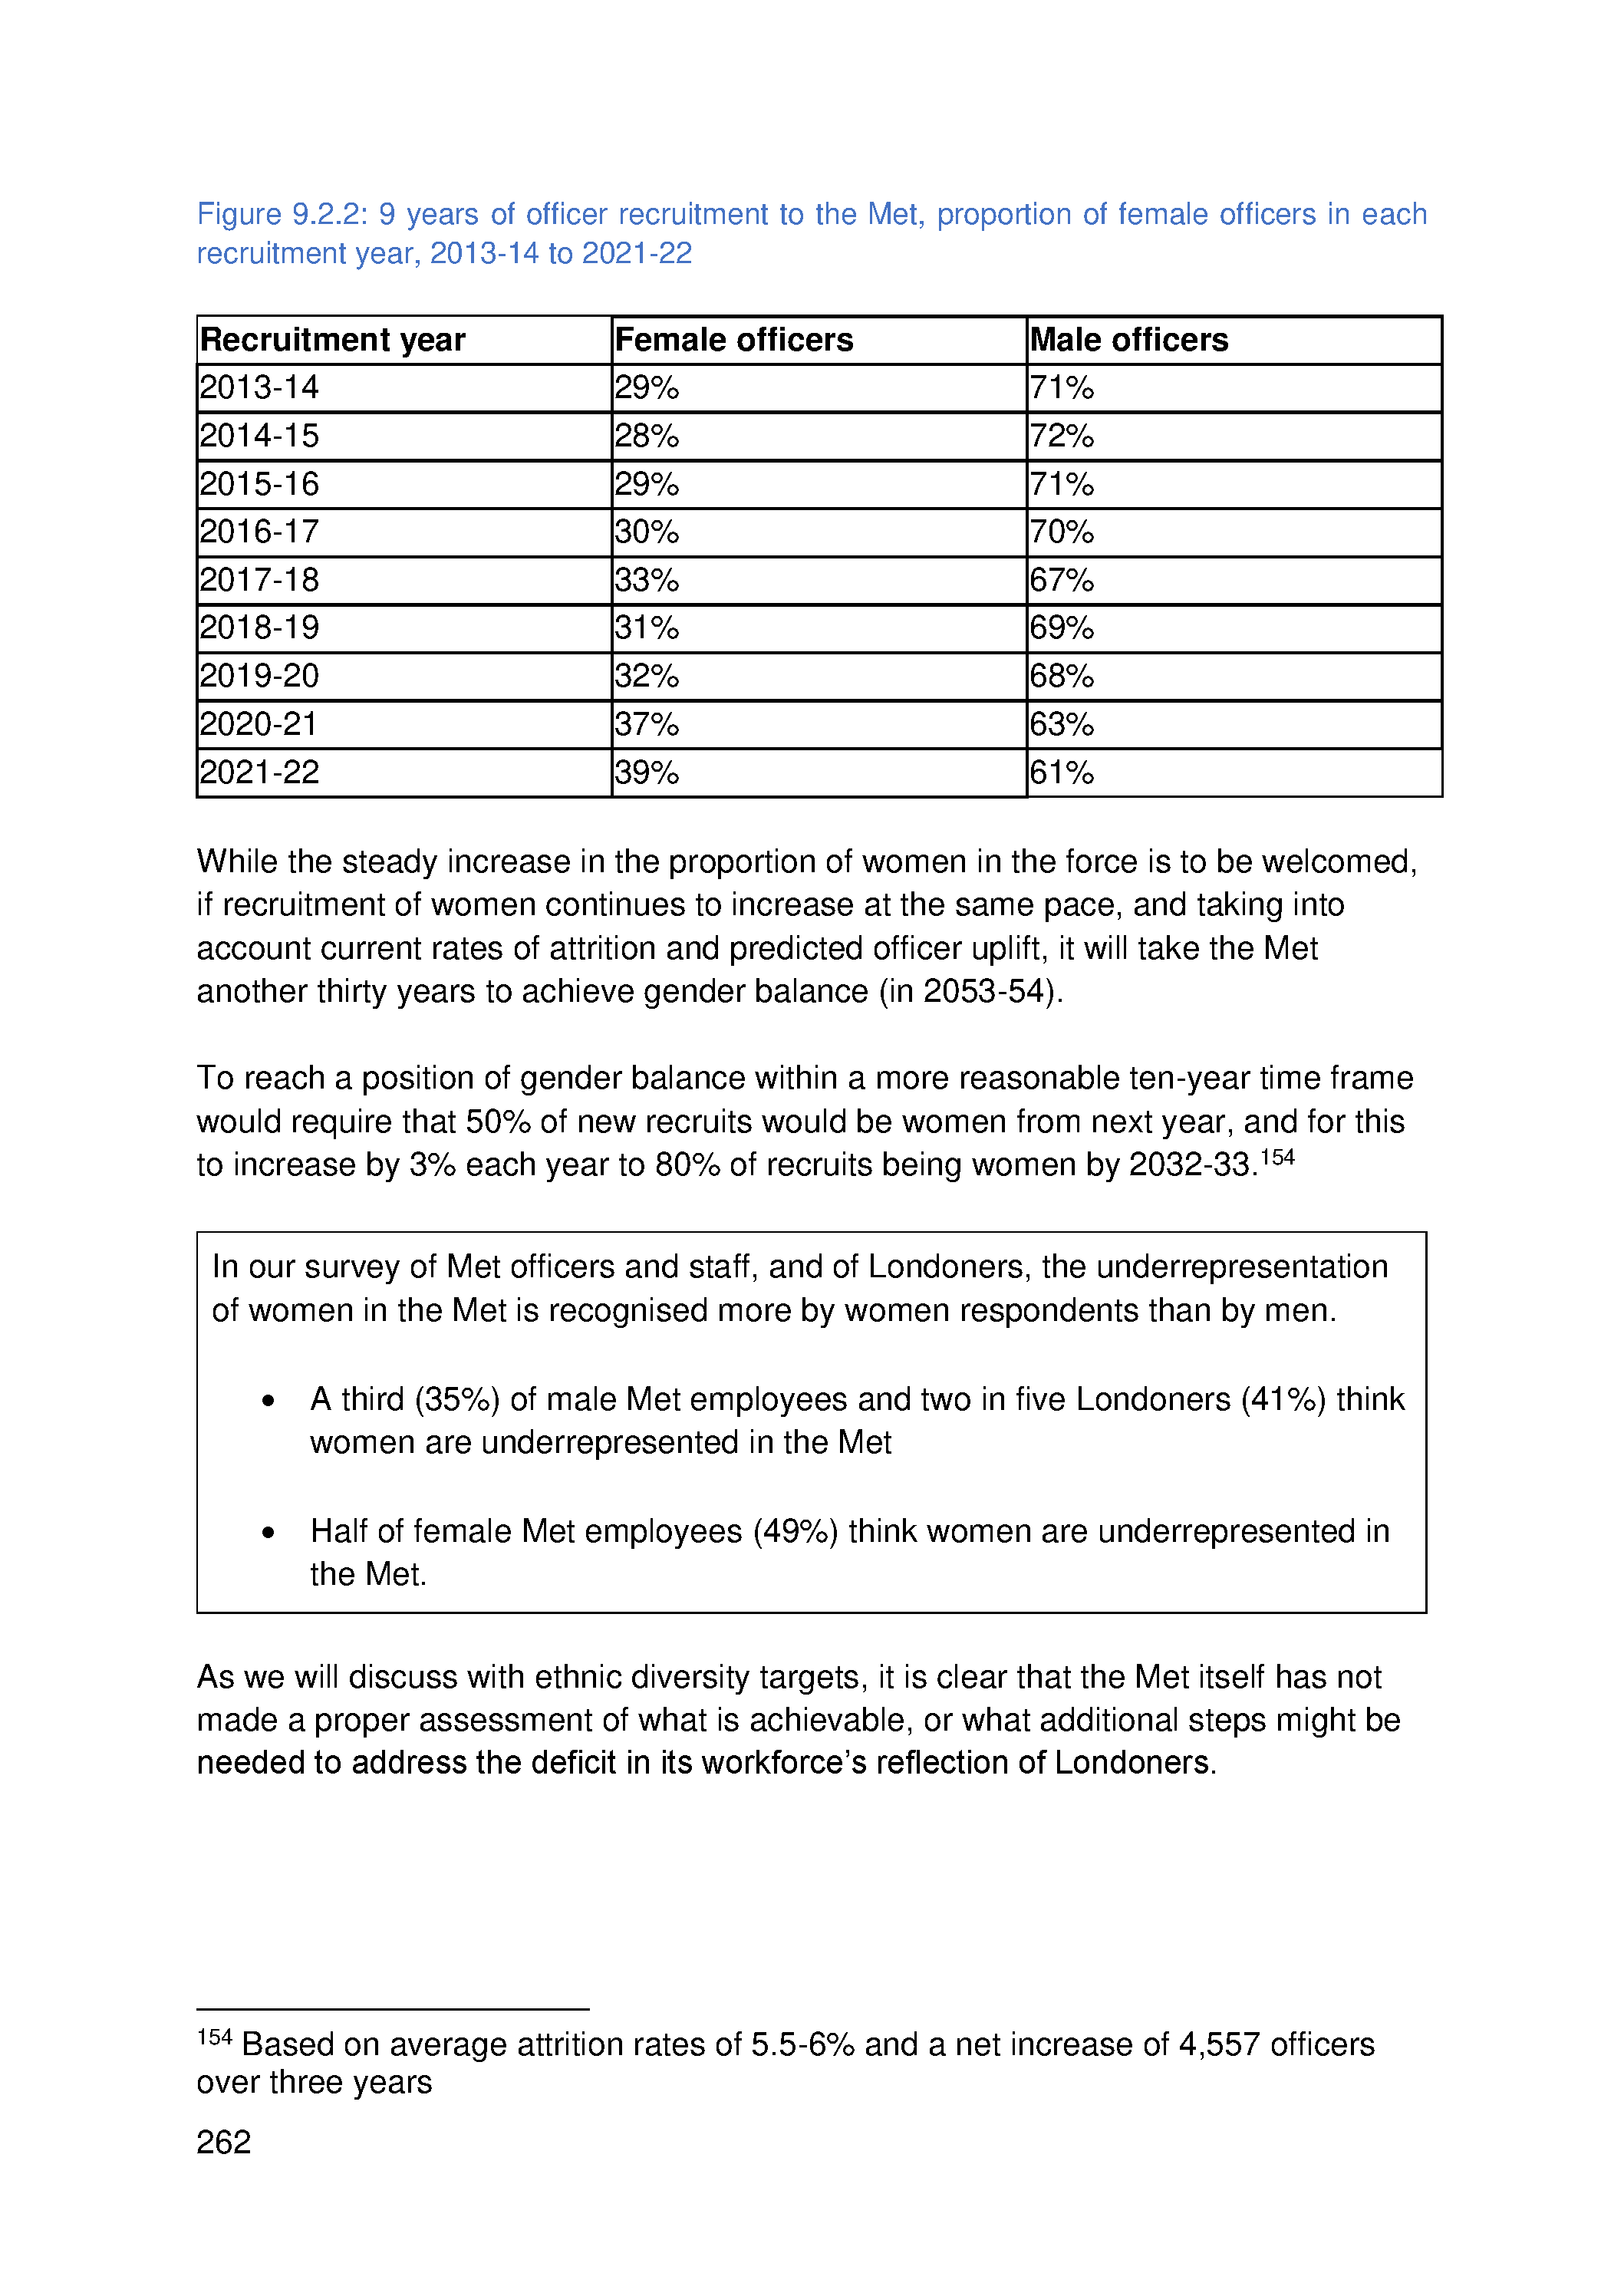 Figure 9.2.2: 9 years of officer recruitment to the Met, proportion of female officers in each
recruitment year, 2013-14 to 2021-22
Recruitment year Female officers Male officers
2013-14 29% 71%
2014-15 28% 72%
2015-16 29% 71%
2016-17 30% 70%
2017-18 33% 67%
2018-19 31% 69%
2019-20 32% 68%
2020-21 37% 63%
2021-22 39% 61%
While the steady increase in the proportion of women in the force is to be welcomed,
if recruitment of women continues to increase at the same pace, and taking into
account current rates of attrition and predicted officer uplift, it will take the Met
another thirty years to achieve gender balance (in 2053-54).
To reach a position of gender balance within a more reasonable ten-year time frame
would require that 50% of new recruits would be women from next year, and for this
to increase by 3% each year to 80% of recruits being women by 2032-33.154
In our survey of Met officers and staff, and of Londoners, the underrepresentation
of women in the Met is recognised more by women respondents than by men.
• A third (35%) of male Met employees and two in five Londoners (41%) think
women are underrepresented in the Met
• Half of female Met employees (49%) think women are underrepresented in
the Met.
As we will discuss with ethnic diversity targets, it is clear that the Met itself has not
made a proper assessment of what is achievable, or what additional steps might be
needed to address the deficit in its workforce’s reflection of Londoners.
154 Based on average attrition rates of 5.5-6% and a net increase of 4,557 officers
over three years
262